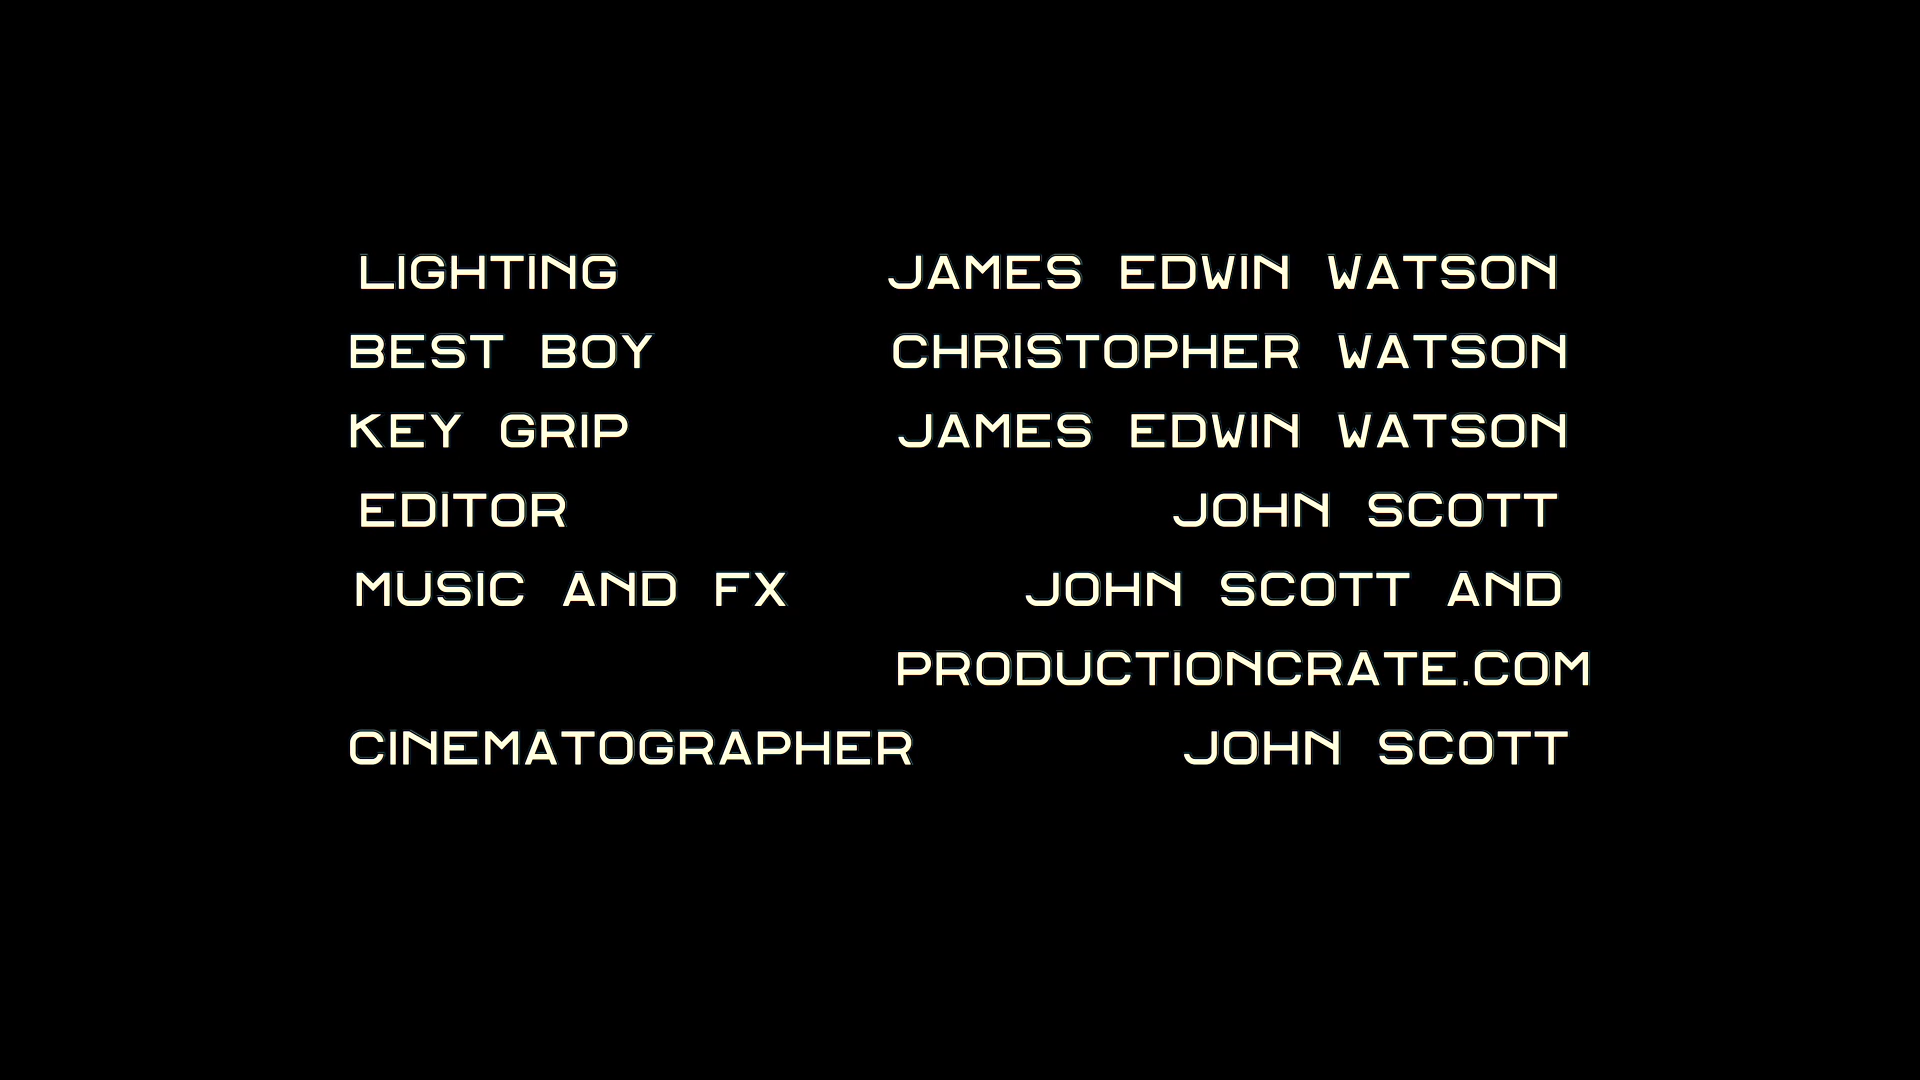 LIGHTING JAMES EDWIN WATSON
BEST BOY CHRISTOPHER WATSON
KEY GRIP JAMES EDWIN WATSON
EDITOR JOHN SCOTT
MUSIC AND FX JOHN SCOTT AND
PRODUCTIONCRATE.COM
CINEMATOGRAPHER JOHN SCOTT